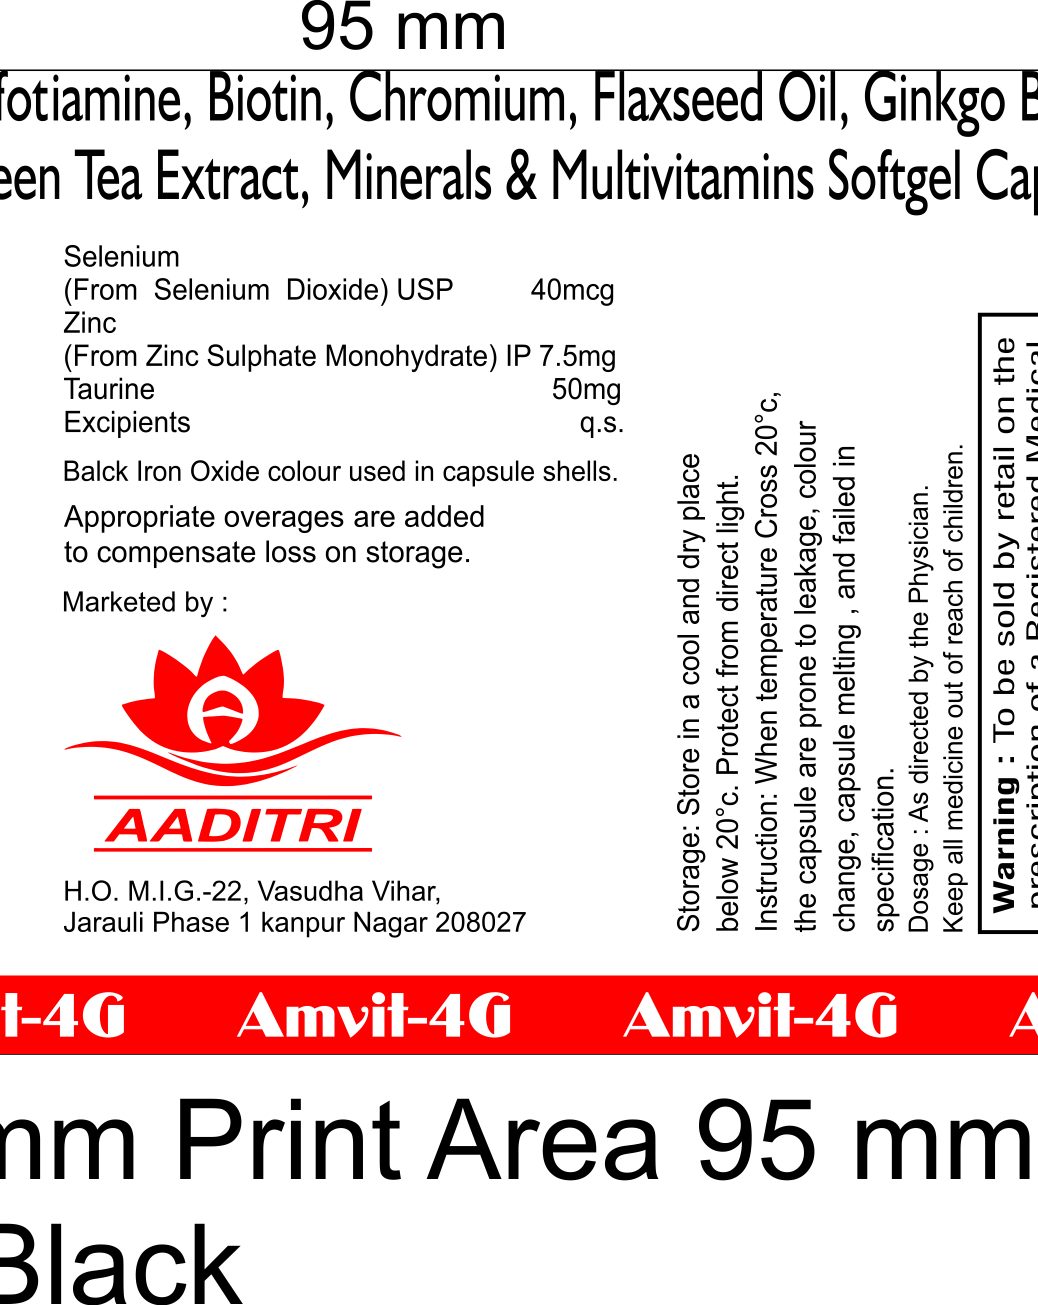 95 mm
fotiamine, Biotin, Chromium, Flaxseed Oil, Ginkgo B
een Tea Extract, Minerals & Multivitamins Softgel Cap
Selenium
(From Selenium Dioxide) USP 40mcg
Zinc
(From Zinc Sulphate Monohydrate) IP 7.5mg
Taurine 50mg
Excipients q.s.
Balck Iron Oxide colour used in capsule shells.
Appropriate overages are added
to compensate loss on storage.
Marketed by :
AADITRI
H.O. M.I.G.-22, Vasudha Vihar,
Jarauli Phase 1 kanpur Nagar 208027
Storage: Store in a cool and dry place
below 20°c. Protect from direct light.
Instruction: When temperature Cross 20°c,
the capsule are prone to leakage, colour
change, capsule melting , and failed in
specification.
Dosage : As directed by the Physician.
Keep all medicine out of reach of children.
Warning : To be sold by retail on the
prescription of a Registered Medical
t-4G Amvit-4G Amvit-4G A
mm Print Area 95 mm
Black